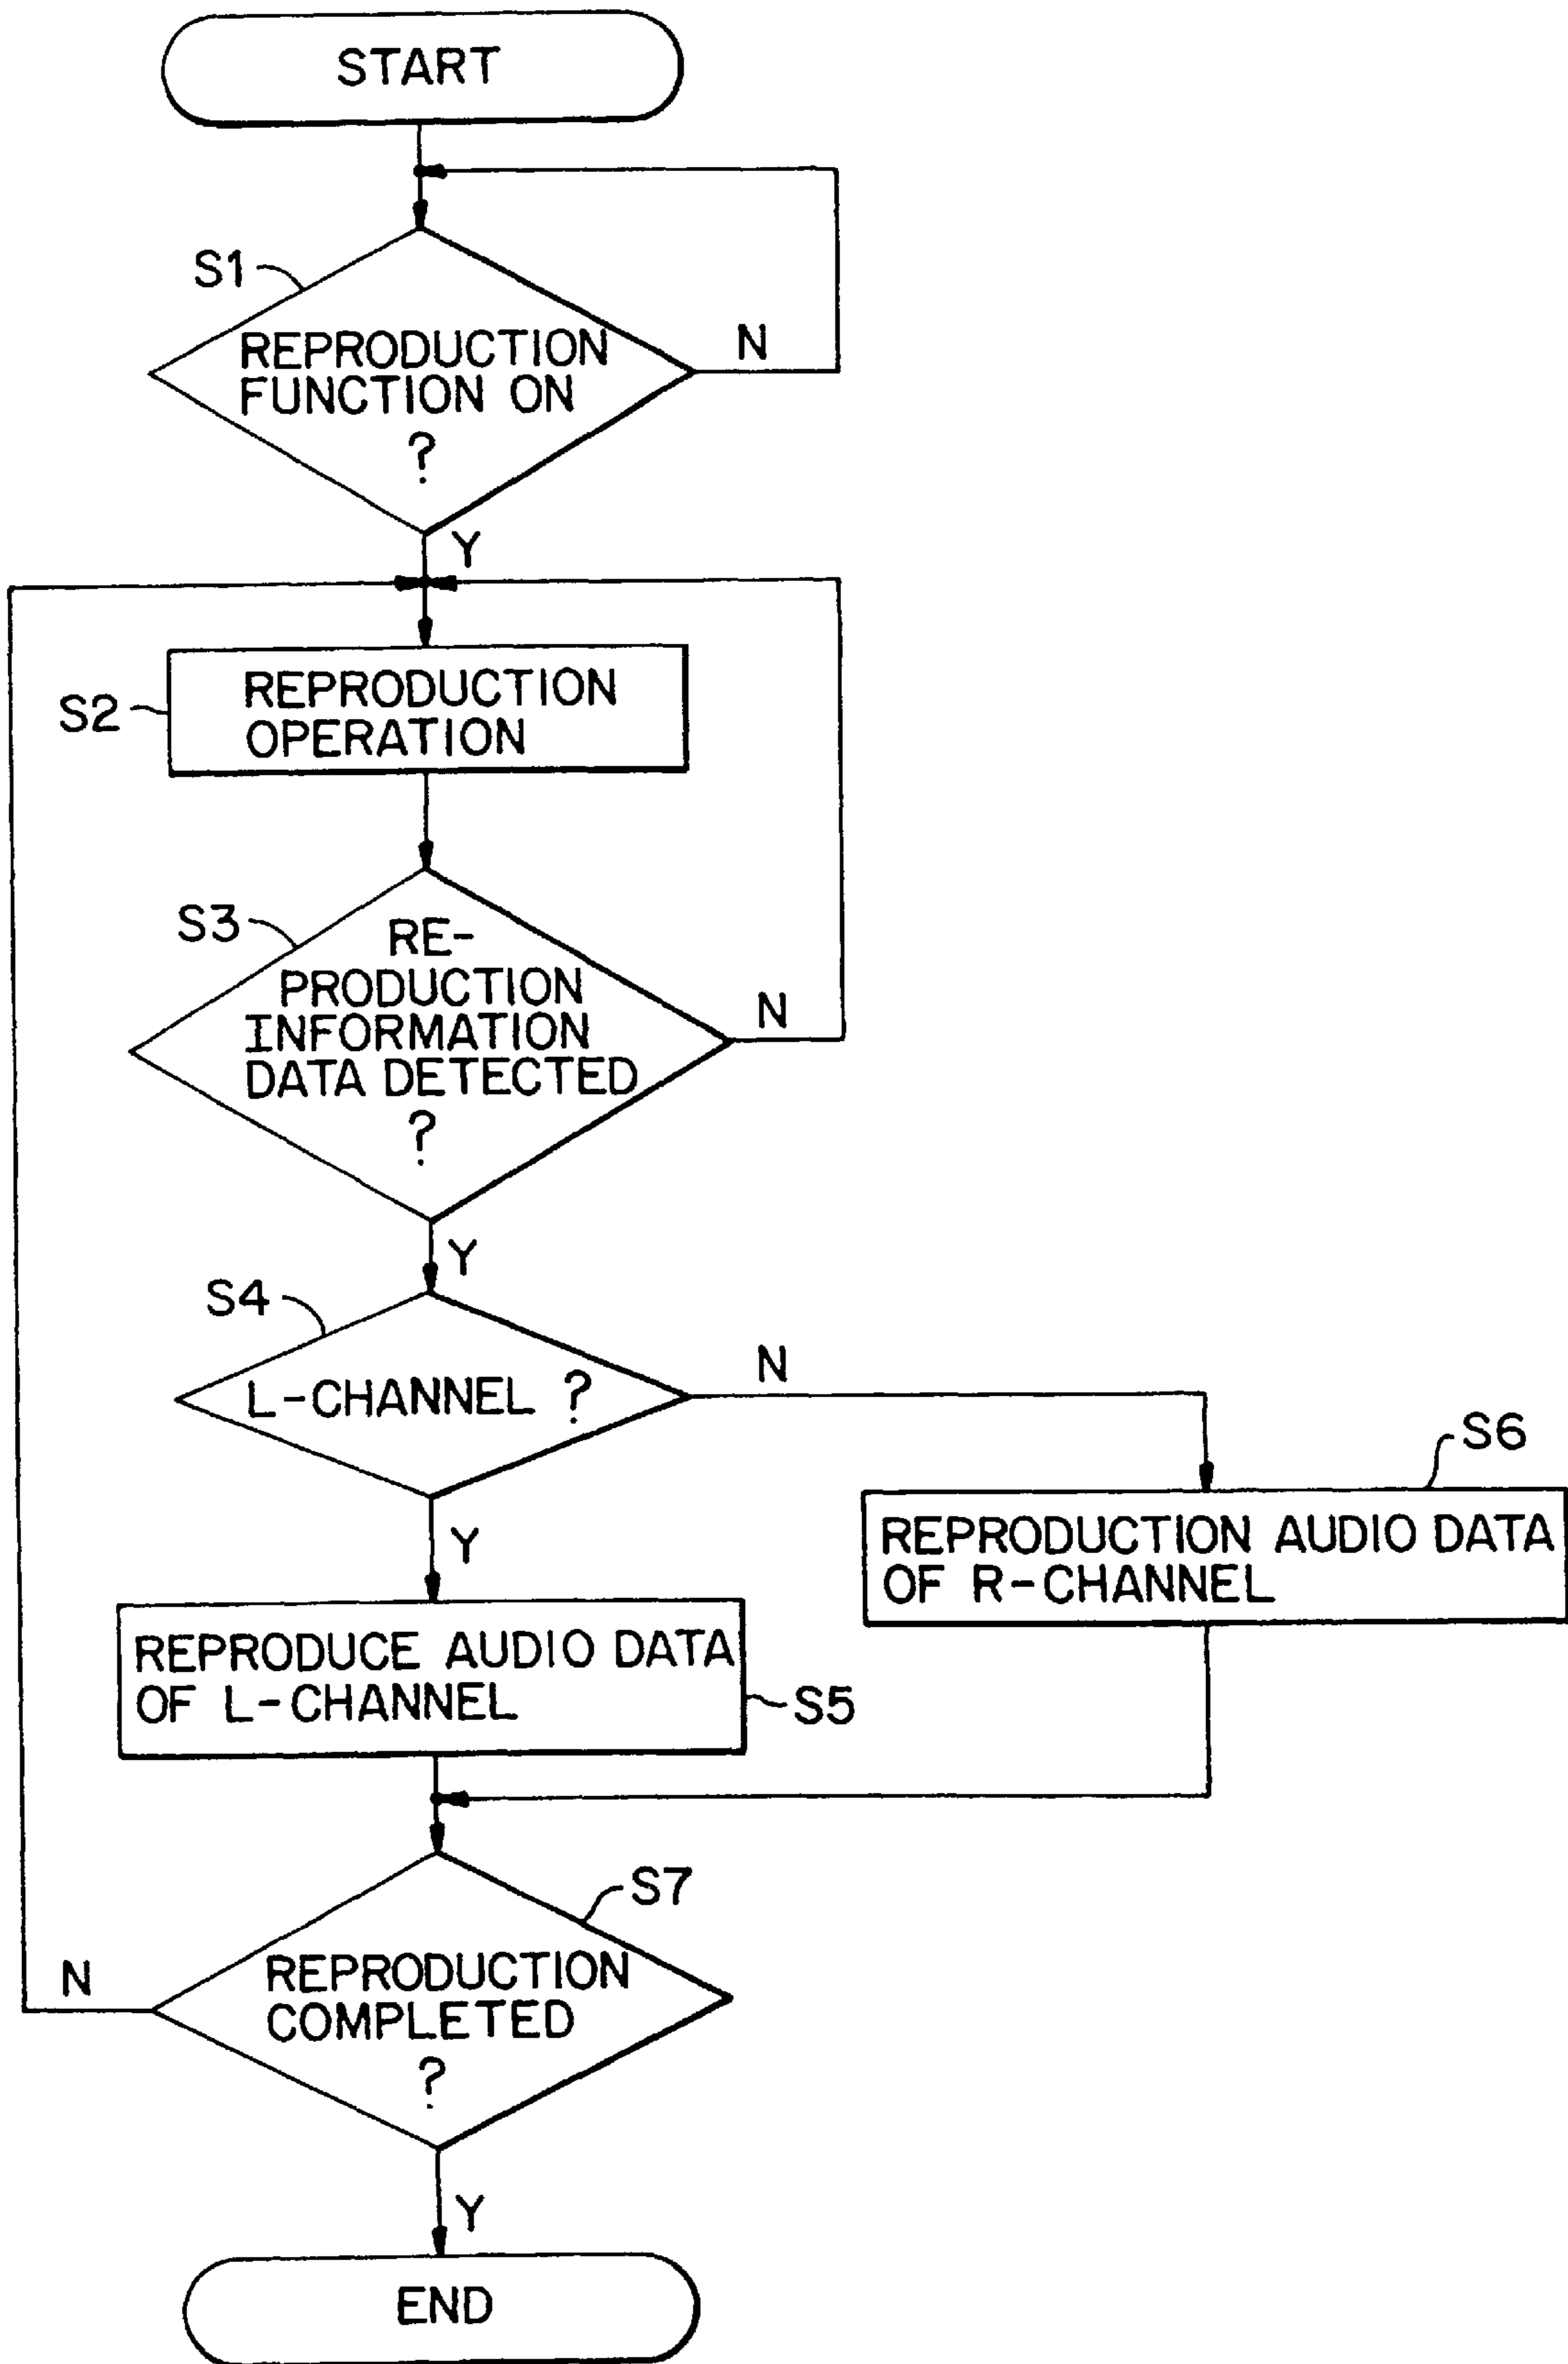 START
S1
REPRODUCTION
FUNCTION ON
?
N
Y
S2
REPRODUCTION
OPERATION
S3
RE-
PRODUCTION
INFORMATION
DATA DETECTED
?
N
Y
S4
L-CHANNEL ?
N
Y
S6
REPRODUCTION AUDIO DATA
OF R-CHANNEL
REPRODUCE AUDIO DATA
OF L-CHANNEL
S5
S7
REPRODUCTION
COMPLETED
?
N
Y
END